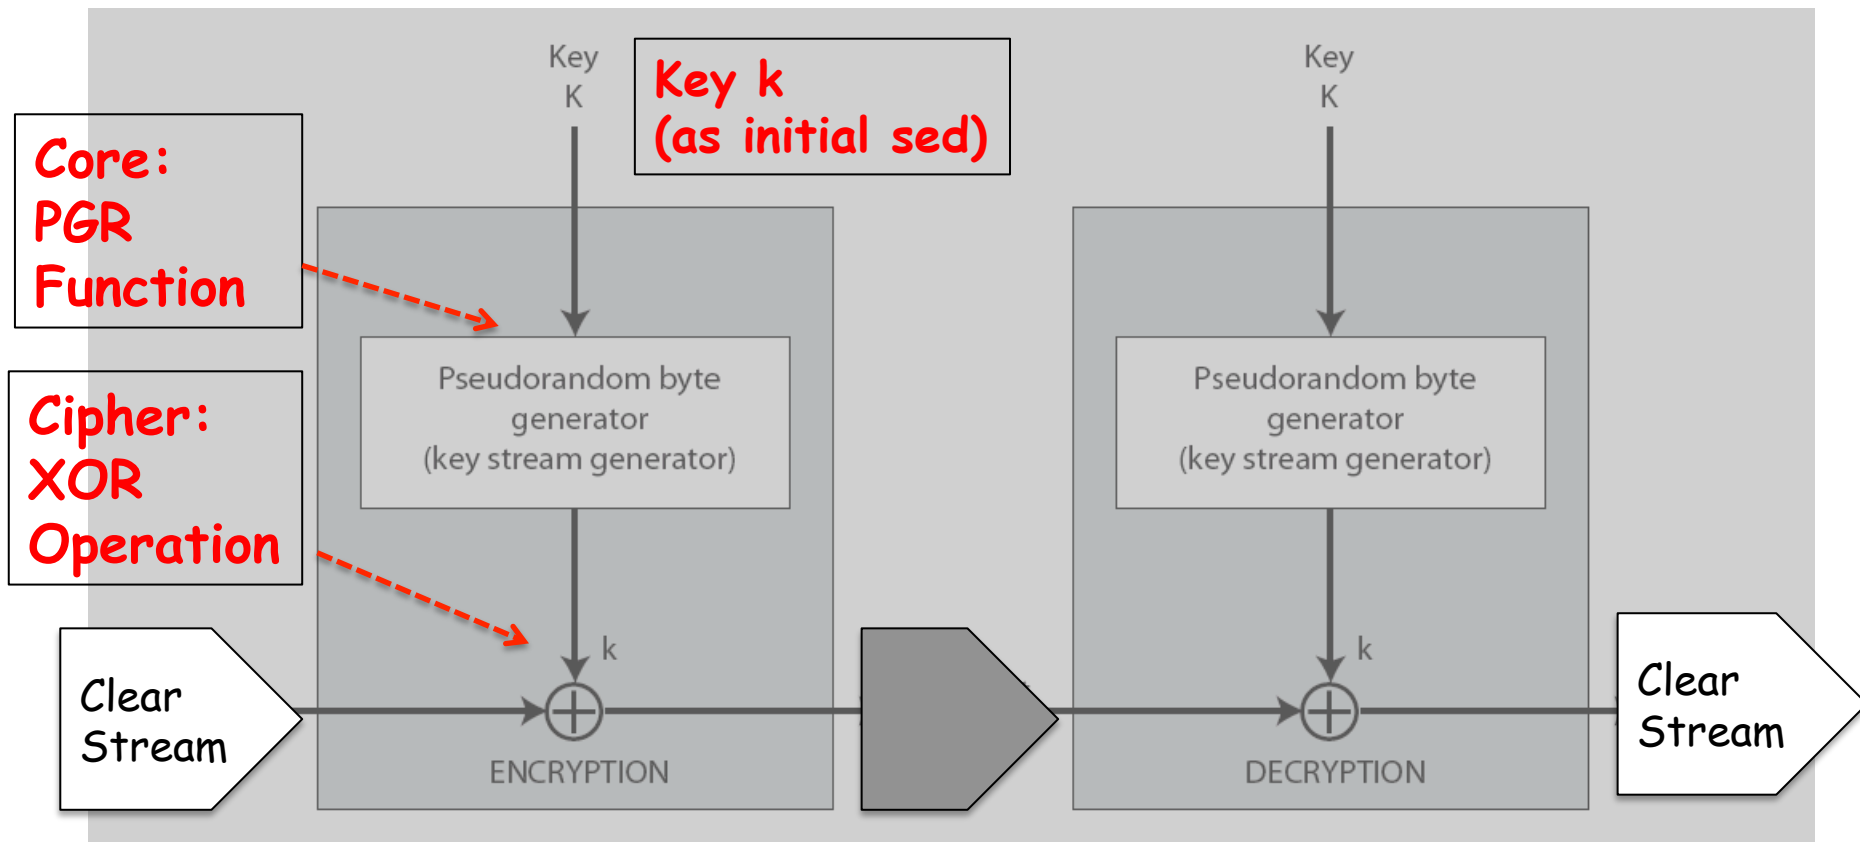 Key
K
Key k
(as initial sed)
Key
K
Core:
PGR
Function
Pseudorandom byte
generator
(key stream generator)
Pseudorandom byte
generator
(key stream generator)
Cipher:
XOR
Operation
k
k
Clear
Stream
Clear
Stream
ENCRYPTION
DECRYPTION